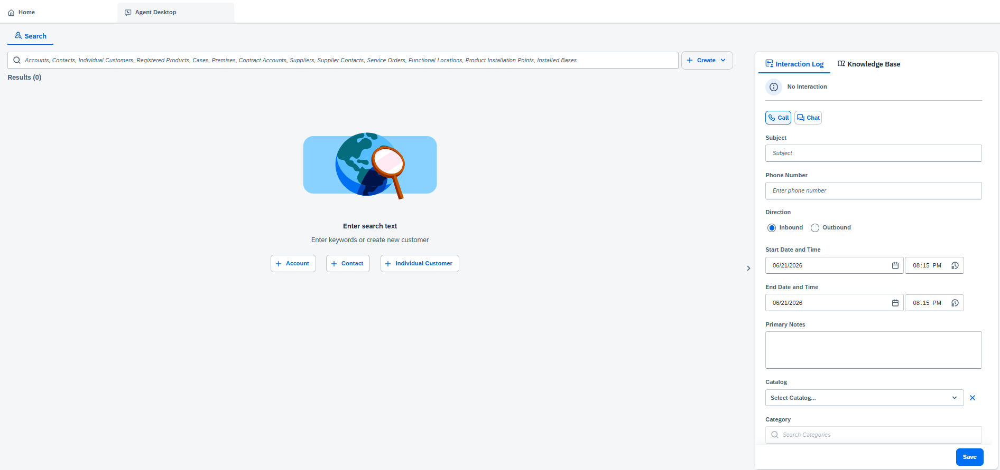 Home
Agent Desktop
Search
Accounts, Contacts, Individual Customers, Registered Products, Cases, Premises, Contract Accounts, Suppliers, Supplier Contacts, Service Orders, Functional Locations, Product Installation Points, Installed Bases
Create
Results (0)
Enter search text
Enter keywords or create new customer
Account
Contact
Individual Customer
Interaction Log
Knowledge Base
No Interaction
Call
Chat
Subject
Subject
Phone Number
Enter phone number
Direction
Inbound
Outbound
Start Date and Time
06/21/2026
08:15 PM
End Date and Time
06/21/2026
08:15 PM
Primary Notes
Catalog
Select Catalog...
Category
Search Categories
Save